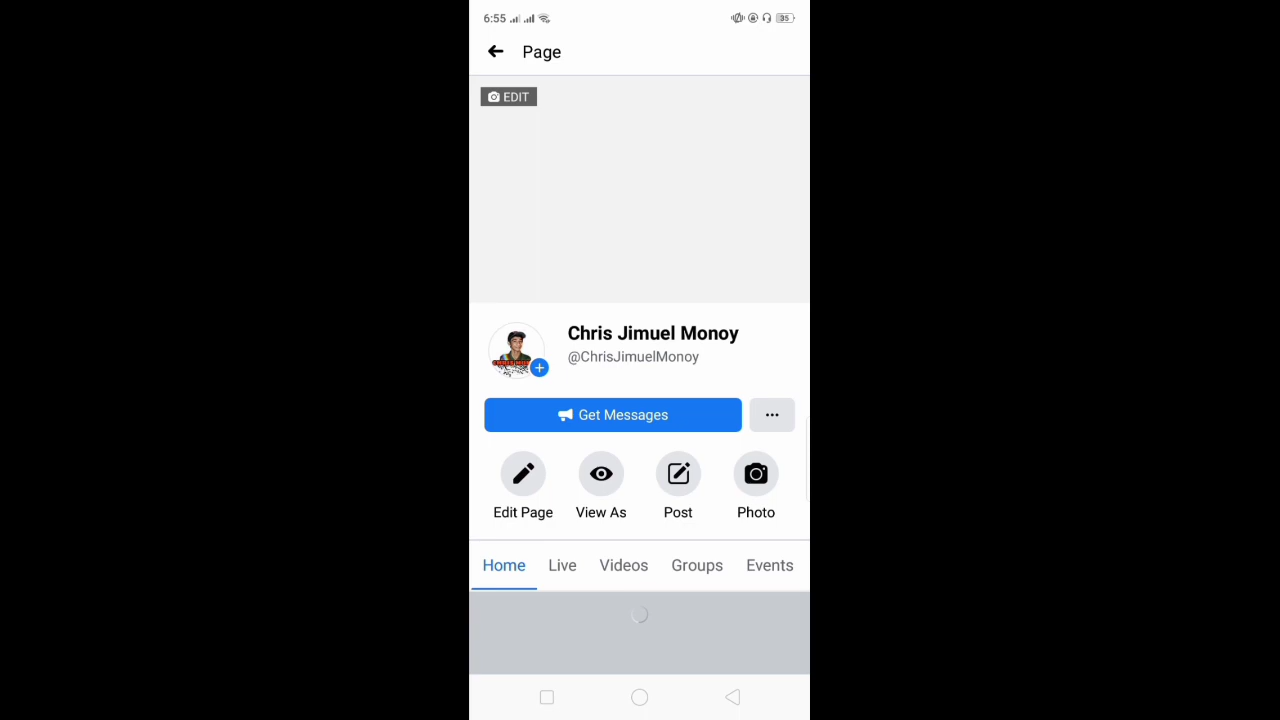 6:55
35
Page
EDIT
Chris Jimuel Monoy
@ChrisJimuelMonoy
Get Messages
Edit Page
View As
Post
Photo
Home
Live
Videos
Groups
Events